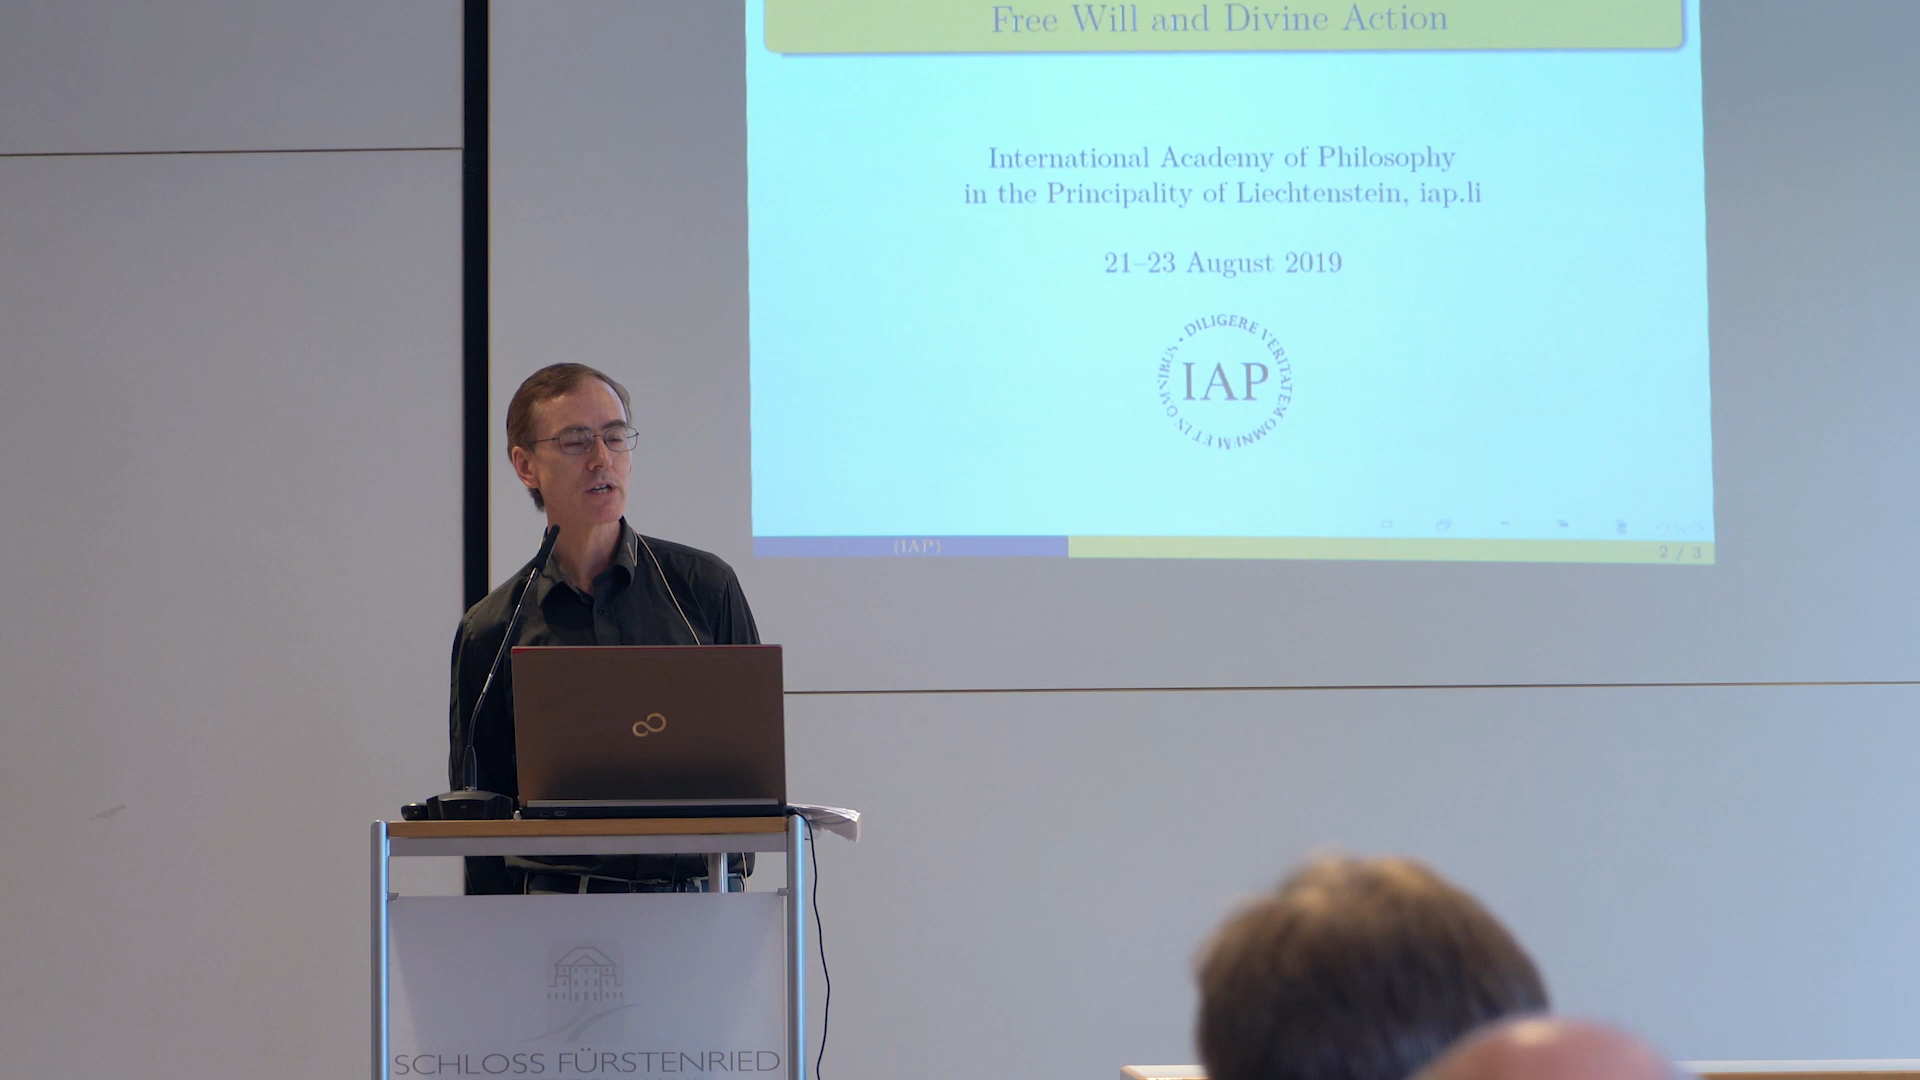 Free Will and Divine Action
International Academy of Philosophy
in the Principality of Liechtenstein, iap.li
21–23 August 2019
• DILIGERE VERITATEM OMNEM ET IN OMNIBUS
IAP
(IAP)
2 / 3
SCHLOSS FÜRSTENRIED